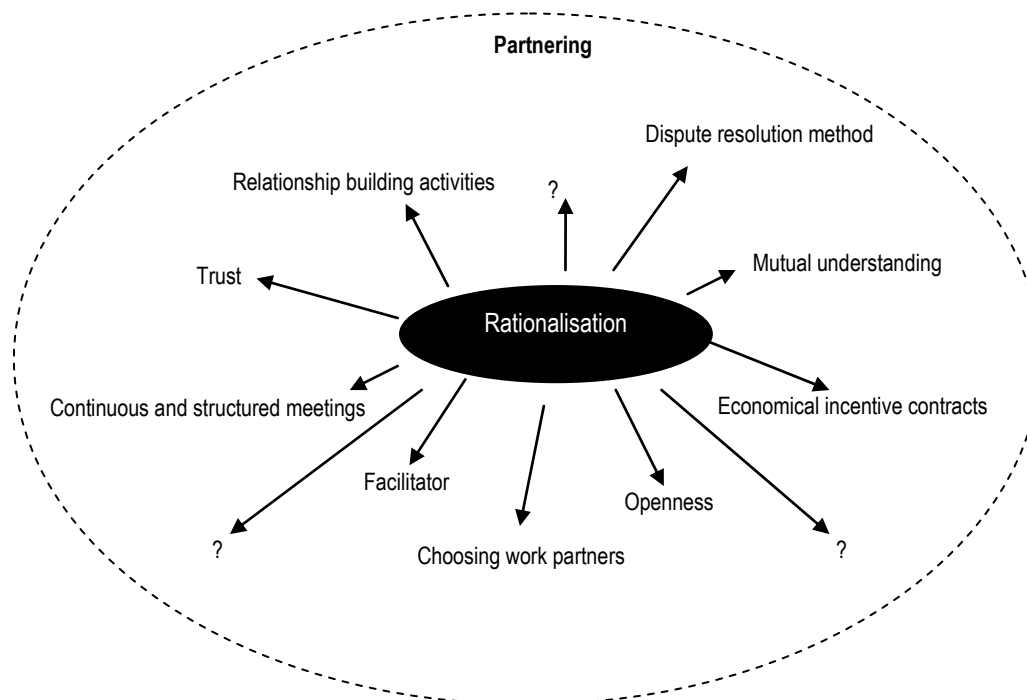 Partnering
Dispute resolution method
Relationship building activities
?
Trust
Mutual understanding
Rationalisation
Continuous and structured meetings
Economical incentive contracts
Facilitator
Openness
?
Choosing work partners
?